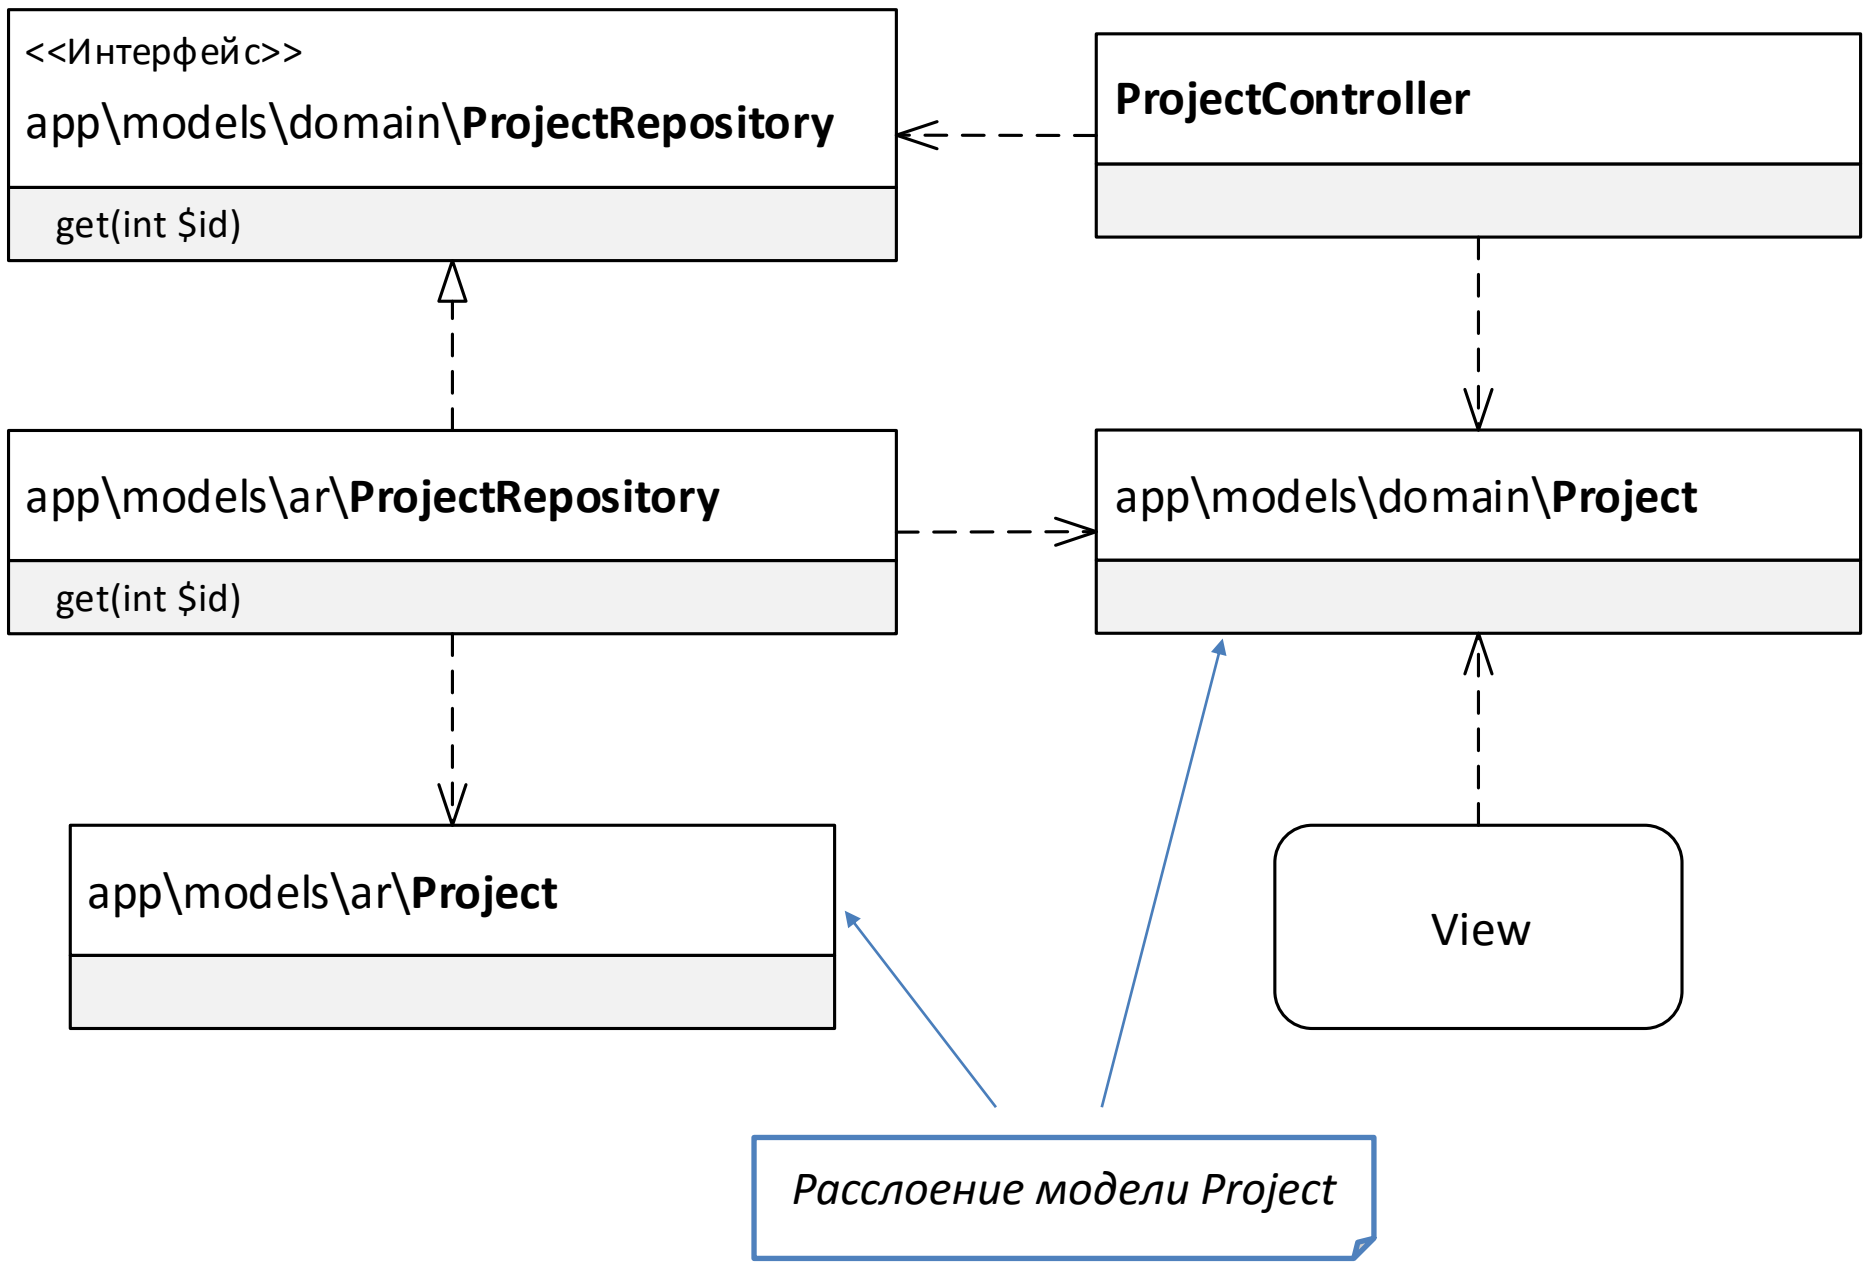 <<Интерфейс>>
app\models\domain\ProjectRepository
get(int $id)
ProjectController
app\models\ar\ProjectRepository
get(int $id)
app\models\domain\Project
app\models\ar\Project
View
Расслоение модели Project